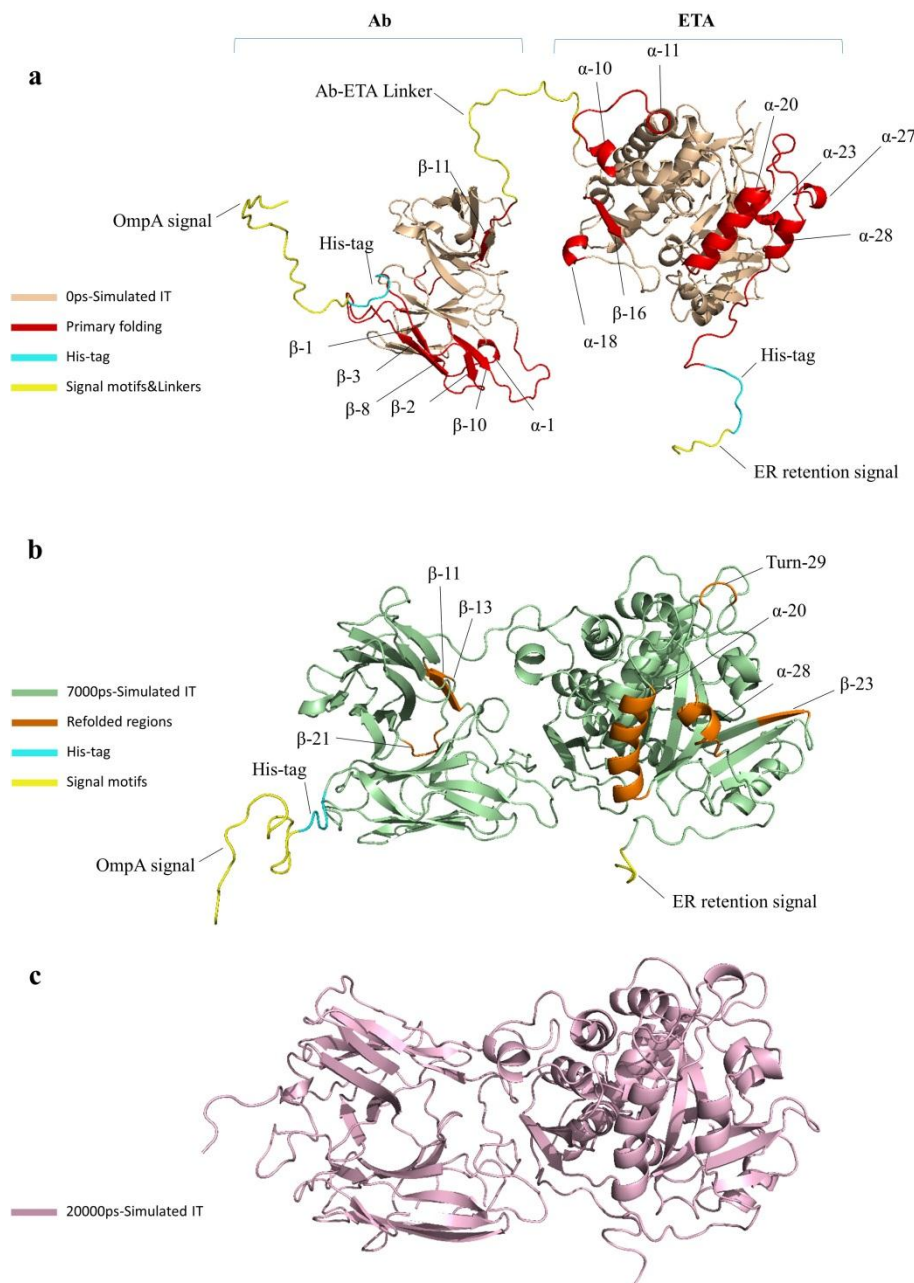 Ab
ETA
a
α-11
α-10
Ab-ETA Linker
α-20
α-27
α-23
β-11
OmpA signal
His-tag
α-28
0ps-Simulated IT
Primary folding
His-tag
Signal motifs&Linkers
β-16
α-18
β-1
β-3
β-8
β-2
β-10
α-1
His-tag
ER retention signal
b
Turn-29
β-11
β-13
α-20
α-28
β-23
7000ps-Simulated IT
Refolded regions
His-tag
Signal motifs
β-21
His-tag
OmpA signal
ER retention signal
c
20000ps-Simulated IT